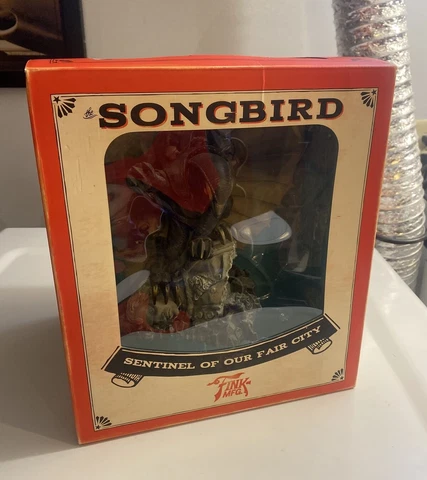 the SONGBIRD
SENTINEL OF OUR FAIR CITY
FINK
MFG.